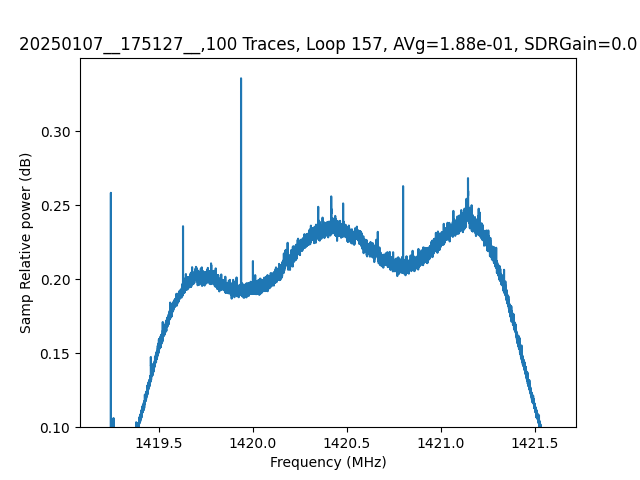 20250107__175127__,100 Traces, Loop 157, AVg=1.88e-01, SDRGain=0.0
0.30
0.25
0.20
0.15
0.10
Samp Relative power (dB)
1419.5 1420.0 1420.5 1421.0 1421.5
Frequency (MHz)